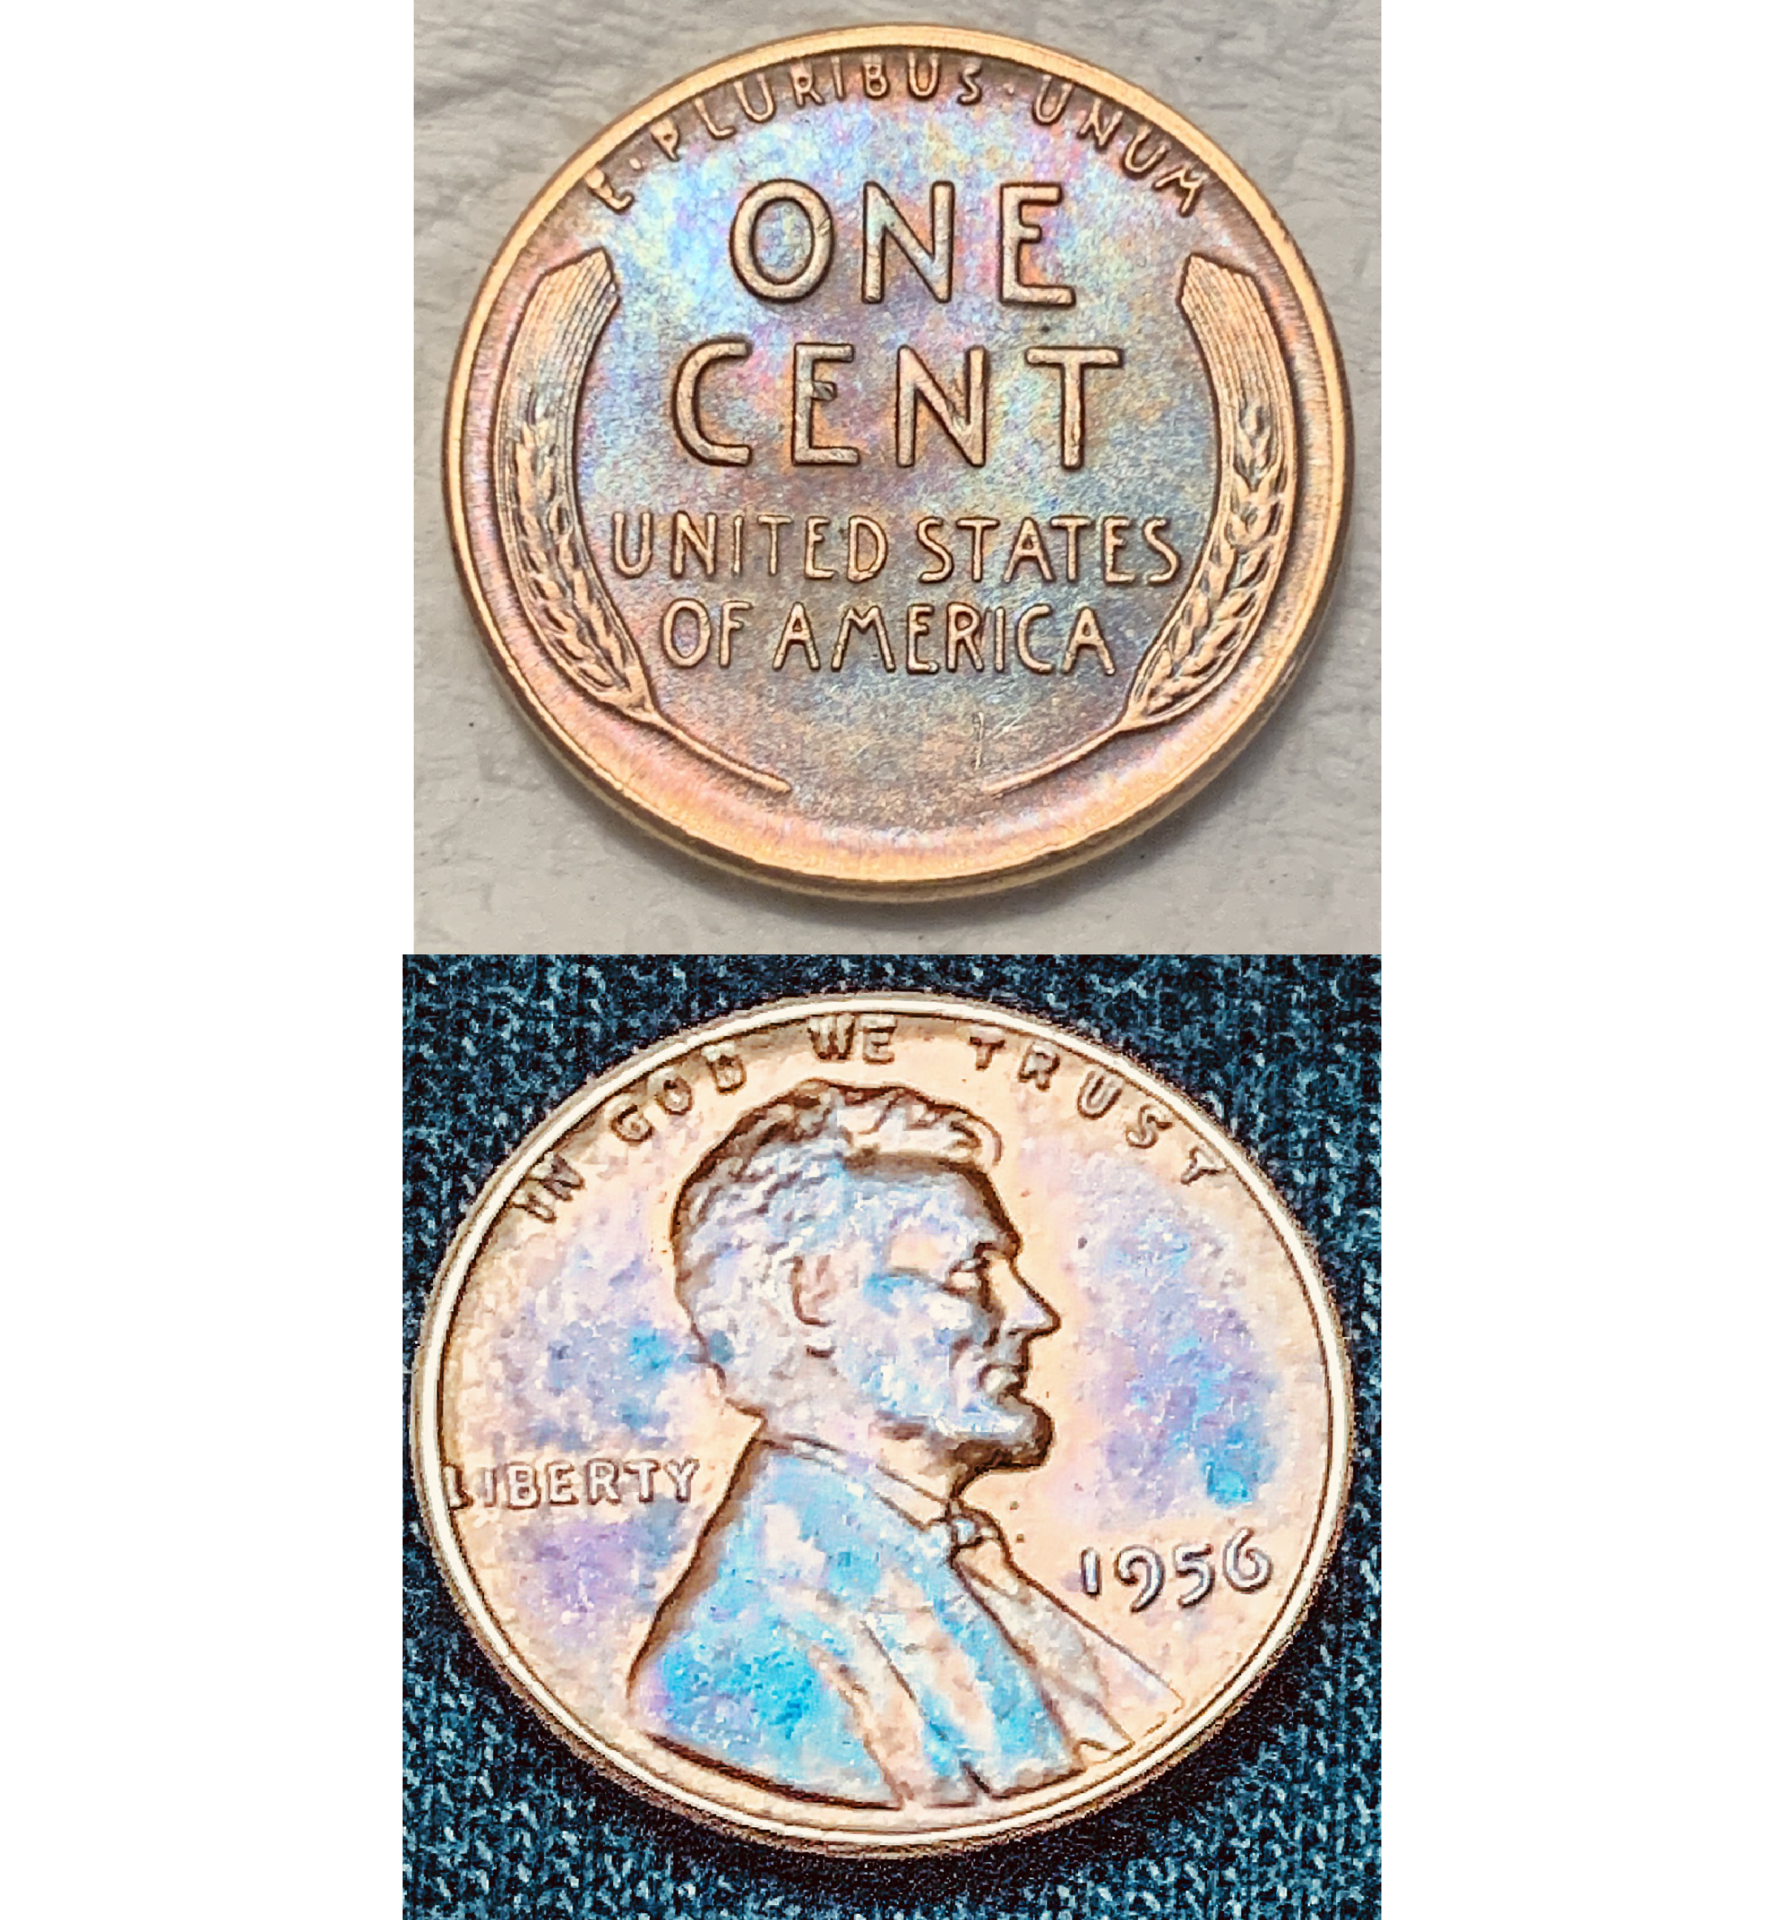 E·PLURIBUS·UNUM
ONE
CENT
UNITED STATES
OF AMERICA
IN GOD WE TRUST
LIBERTY
1956